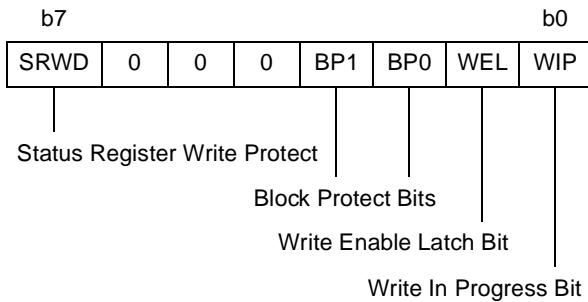 b7 b0
SRWD 0 0 0 BP1 BP0 WEL WIP
Status Register Write Protect
Block Protect Bits
Write Enable Latch Bit
Write In Progress Bit